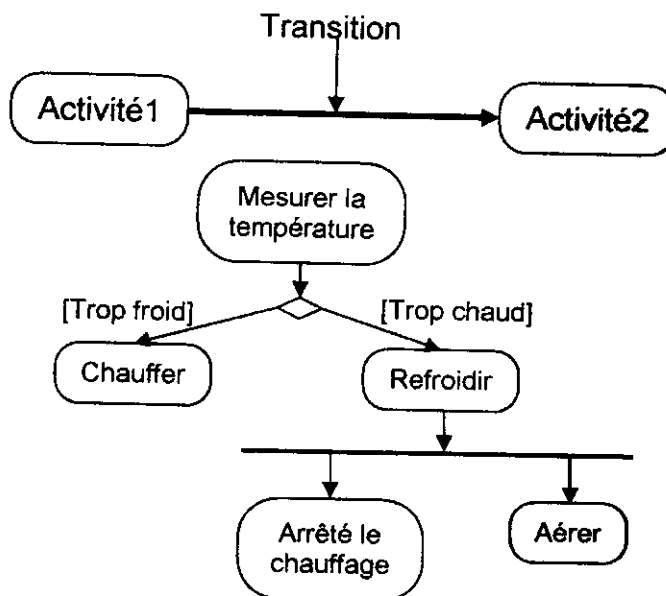 Transition
Activité1
Activité2
Mesurer la
température
[Trop froid]
[Trop chaud]
Chauffer
Refroidir
Arrêté le
chauffage
Aérer